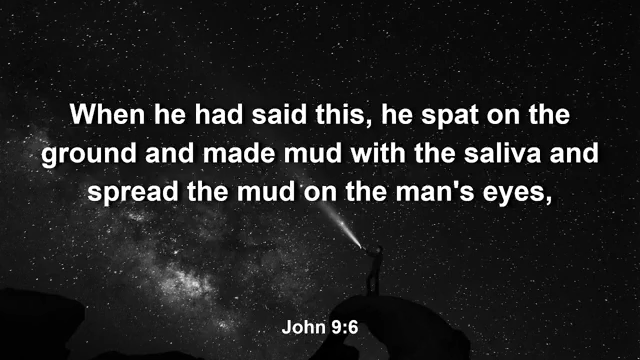 When he had said this, he spat on the
ground and made mud with the saliva and
spread the mud on the man's eyes,
John 9:6